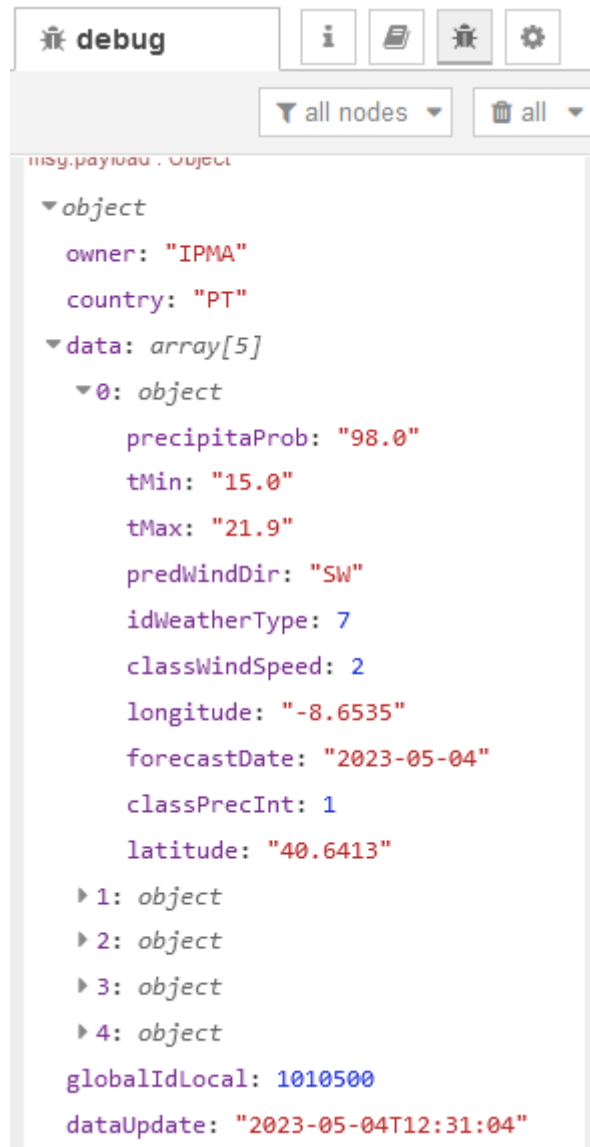 debug
i
all nodes
all
msg.payload : Object
object
owner: "IPMA"
country: "PT"
data: array[5]
0: object
precipitaProb: "98.0"
tMin: "15.0"
tMax: "21.9"
predWindDir: "SW"
idWeatherType: 7
classWindSpeed: 2
longitude: "-8.6535"
forecastDate: "2023-05-04"
classPrecInt: 1
latitude: "40.6413"
1: object
2: object
3: object
4: object
globalIdLocal: 1010500
dataUpdate: "2023-05-04T12:31:04"